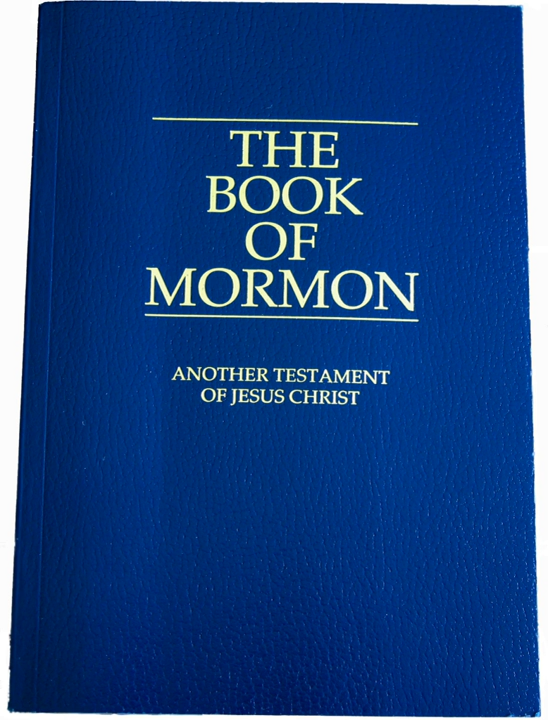 THE
BOOK
OF
MORMON
ANOTHER TESTAMENT
OF JESUS CHRIST